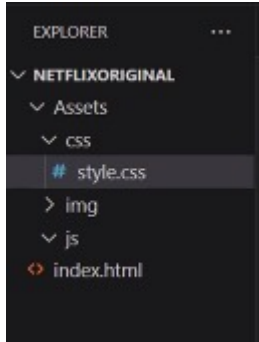 EXPLORER ...
NETFLIXORIGINAL
Assets
css
# style.css
img
js
<> index.html